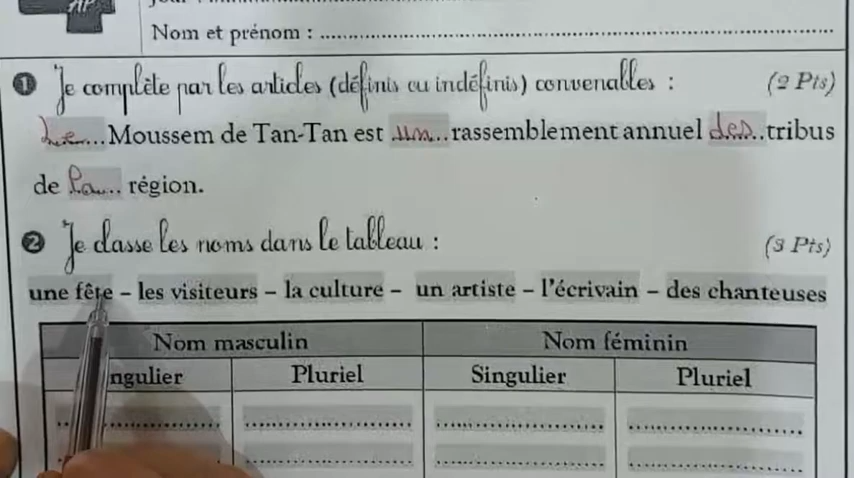 AP
Nom et prénom : ........................................
❶ Je complète par les articles (définis ou indéfinis) convenables : (2 Pts)
Le.... Moussem de Tan-Tan est un.. rassemblement annuel des..tribus
de la.... région.
❷ Je classe les noms dans le tableau : (3 Pts)
une fête – les visiteurs – la culture – un artiste – l'écrivain – des chanteuses
Nom masculin Nom féminin
ngulier Pluriel Singulier Pluriel